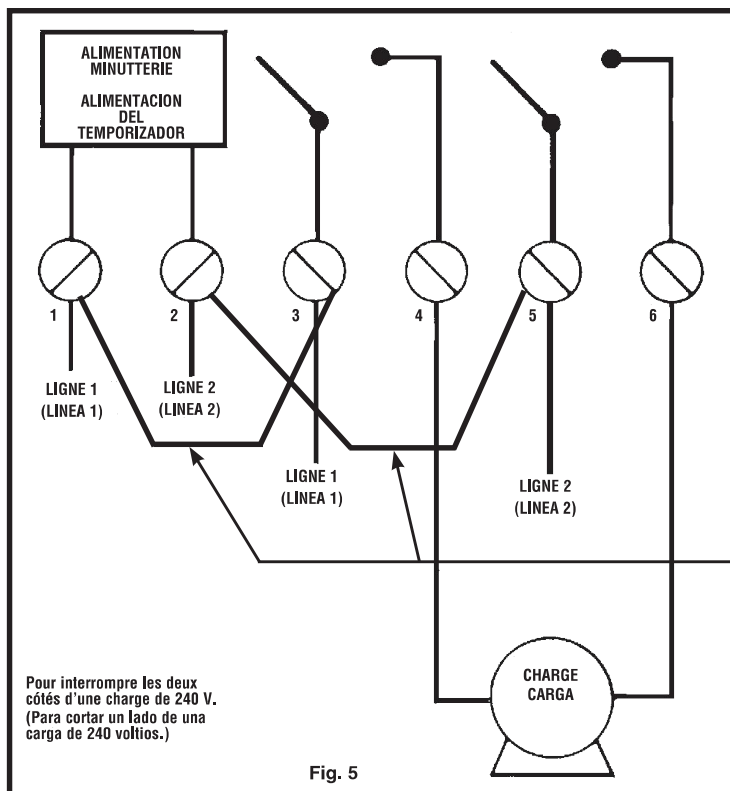 ALIMENTATION
MINUTTERIE
ALIMENTACION
DEL
TEMPORIZADOR
1
2
3
4
5
6
LIGNE 1
(LINEA 1)
LIGNE 2
(LINEA 2)
LIGNE 1
(LINEA 1)
LIGNE 2
(LINEA 2)
CHARGE
CARGA
Pour interrompre les deux
côtés d'une charge de 240 V.
(Para cortar un lado de una
carga de 240 voltios.)
Fig. 5